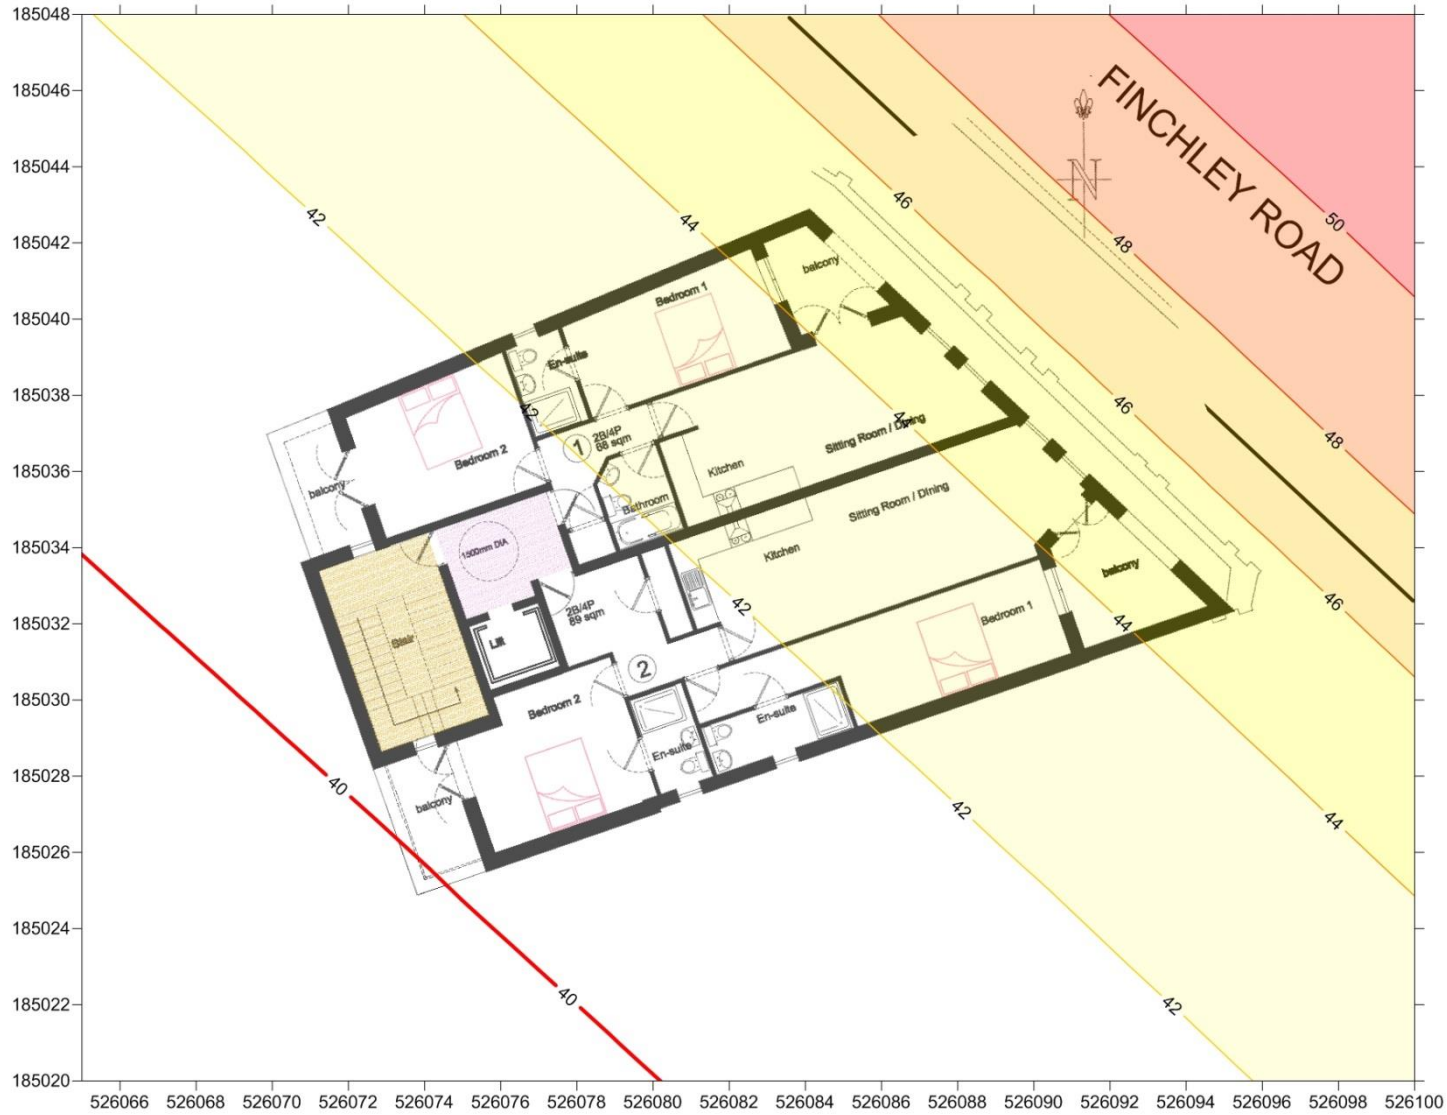 185048
185046
185044
185042
185040
185038
185036
185034
185032
185030
185028
185026
185024
185022
185020
526066 526068 526070 526072 526074 526076 526078 526080 526082 526084 526086 526088 526090 526092 526094 526096 526098 526100
FINCHLEY ROAD
N
50
48
46
44
42
balcony
Bedroom 1
En-suite
42
1
2B/4P
68 sqm
Bedroom 2
balcony
44
Sitting Room / Dining
Kitchen
Bathroom
46
48
1500mm DIA
Sitting Room / Dining
Kitchen
balcony
Stair
Lift
2B/4P
69 sqm
42
2
Bedroom 1
44
46
Bedroom 2
En-suite
En-suite
balcony
40
42
44
40
42